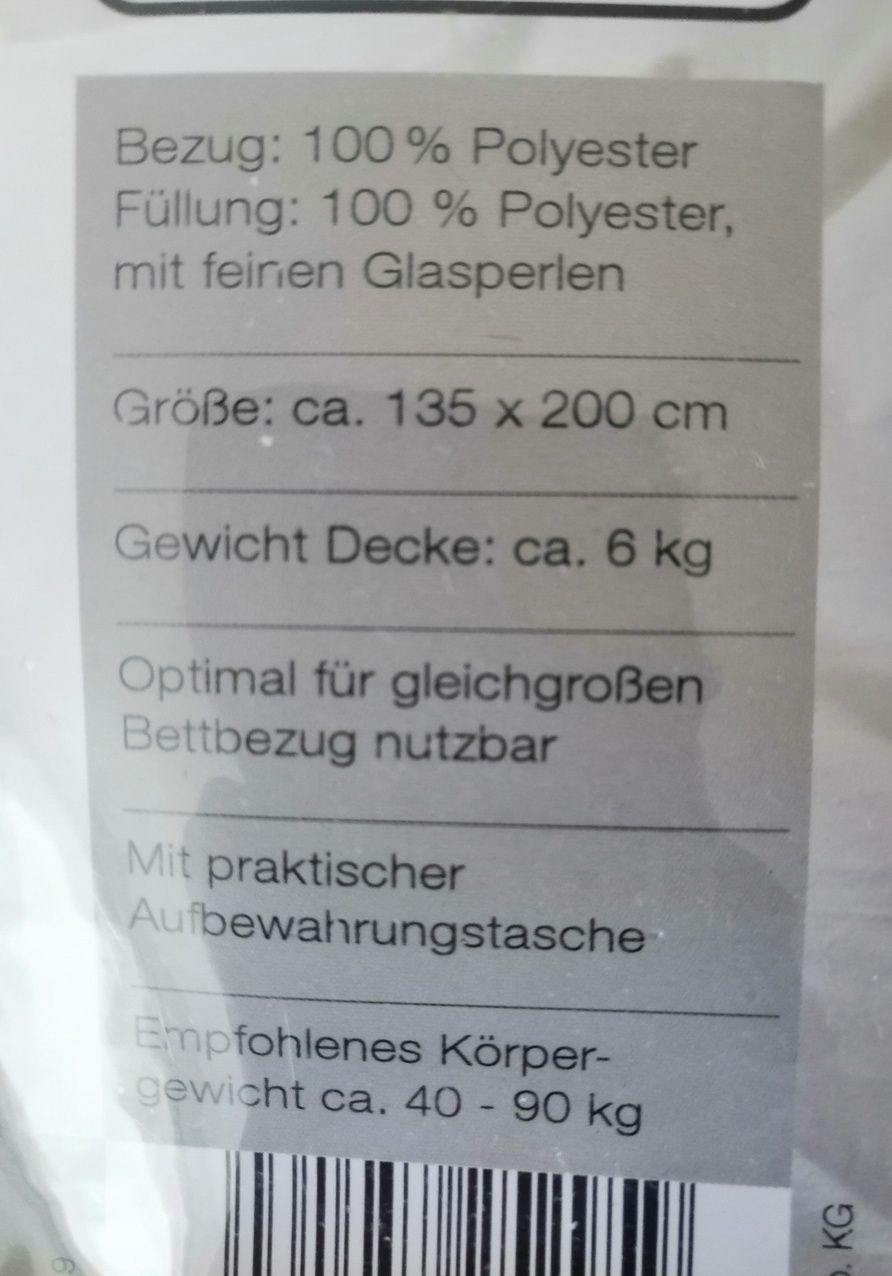 Bezug: 100 % Polyester
Füllung: 100 % Polyester,
mit feinen Glasperlen
Größe: ca. 135 x 200 cm
Gewicht Decke: ca. 6 kg
Optimal für gleichgroßen
Bettbezug nutzbar
Mit praktischer
Aufbewahrungstasche
Empfohlenes Körper-
gewicht ca. 40 - 90 kg
KG